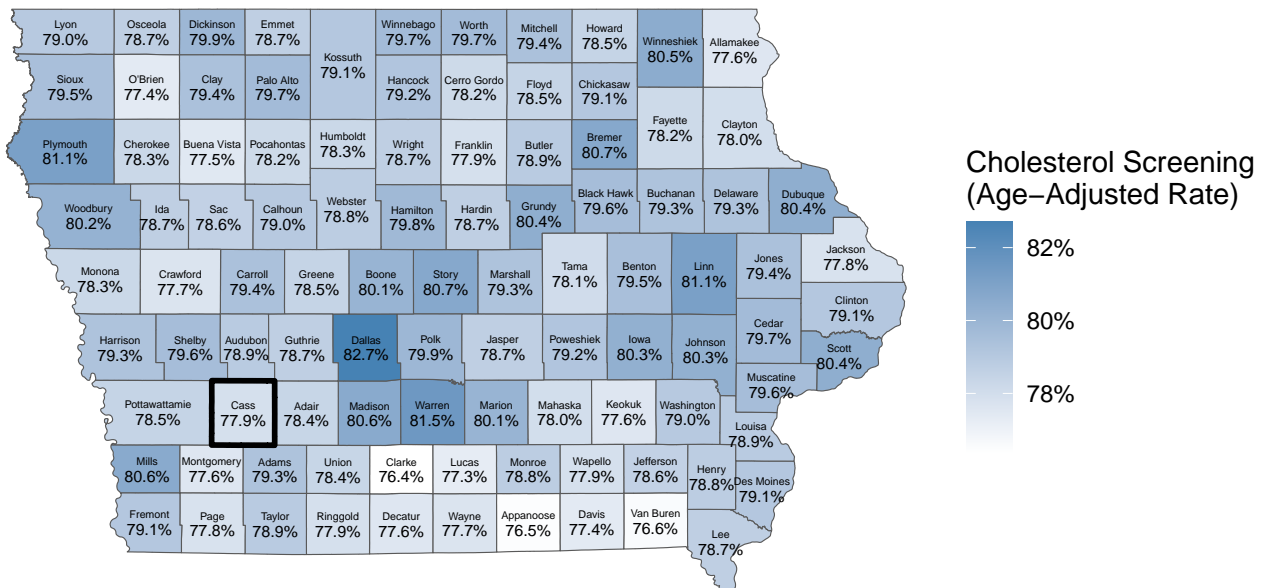 Lyon
79.0%
Osceola
78.7%
Dickinson
79.9%
Emmet
78.7%
Kossuth
79.1%
Winnebago
79.7%
Worth
79.7%
Mitchell
79.4%
Howard
78.5%
Winneshiek
80.5%
Allamakee
77.6%
Sioux
79.5%
O'Brien
77.4%
Clay
79.4%
Palo Alto
79.7%
Hancock
79.2%
Cerro Gordo
78.2%
Floyd
78.5%
Chickasaw
79.1%
Fayette
78.2%
Clayton
78.0%
Plymouth
81.1%
Cherokee
78.3%
Buena Vista
77.5%
Pocahontas
78.2%
Humboldt
78.3%
Wright
78.7%
Franklin
77.9%
Butler
78.9%
Bremer
80.7%
Woodbury
80.2%
Ida
78.7%
Sac
78.6%
Calhoun
79.0%
Webster
78.8%
Hamilton
79.8%
Hardin
78.7%
Grundy
80.4%
Black Hawk
79.6%
Buchanan
79.3%
Delaware
79.3%
Dubuque
80.4%
Monona
78.3%
Crawford
77.7%
Carroll
79.4%
Greene
78.5%
Boone
80.1%
Story
80.7%
Marshall
79.3%
Tama
78.1%
Benton
79.5%
Linn
81.1%
Jones
79.4%
Jackson
77.8%
Clinton
79.1%
Harrison
79.3%
Shelby
79.6%
Audubon
78.9%
Guthrie
78.7%
Dallas
82.7%
Polk
79.9%
Jasper
78.7%
Poweshiek
79.2%
Iowa
80.3%
Johnson
80.3%
Cedar
79.7%
Scott
80.4%
Muscatine
79.6%
Pottawattamie
78.5%
Cass
77.9%
Adair
78.4%
Madison
80.6%
Warren
81.5%
Marion
80.1%
Mahaska
78.0%
Keokuk
77.6%
Washington
79.0%
Louisa
78.9%
Mills
80.6%
Montgomery
77.6%
Adams
79.3%
Union
78.4%
Clarke
76.4%
Lucas
77.3%
Monroe
78.8%
Wapello
77.9%
Jefferson
78.6%
Henry
78.8%
Des Moines
79.1%
Fremont
79.1%
Page
77.8%
Taylor
78.9%
Ringgold
77.9%
Decatur
77.6%
Wayne
77.7%
Appanoose
76.5%
Davis
77.4%
Van Buren
76.6%
Lee
78.7%
Cholesterol Screening
(Age−Adjusted Rate)
82%
80%
78%